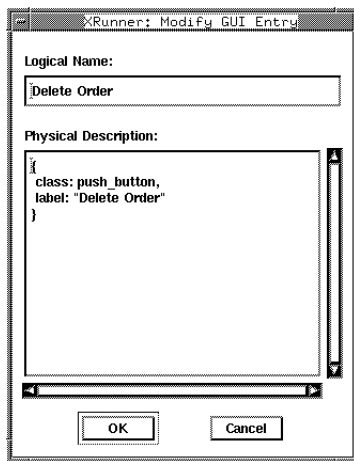 XRunner: Modify GUI Entry
Logical Name:
Delete Order
Physical Description:
{
class: push_button,
label: "Delete Order"
}
OK
Cancel